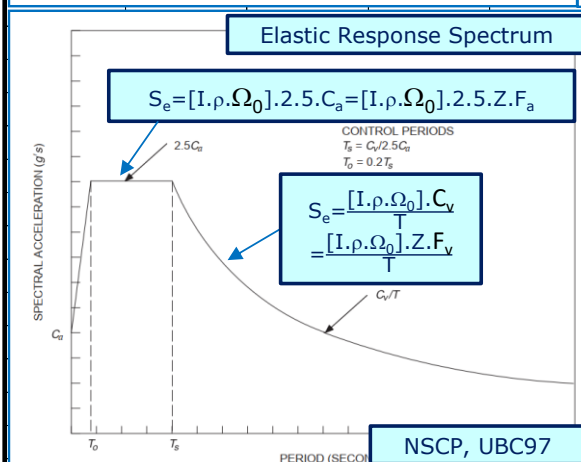 Elastic Response Spectrum
Sₑ=[I.ρ.Ω₀].2.5.Cₐ=[I.ρ.Ω₀].2.5.Z.Fₐ
CONTROL PERIODS
Tₛ = Cᵥ/2.5Cₐ
Tₒ = 0.2Tₛ
2.5Cₐ
Sₑ=[I.ρ.Ω₀].Cᵥ
T
=[I.ρ.Ω₀].Z.Fᵥ
T
SPECTRAL ACCELERATION (g's)
Cᵥ/T
Cₐ
Tₒ
Tₛ
NSCP, UBC97
PERIOD